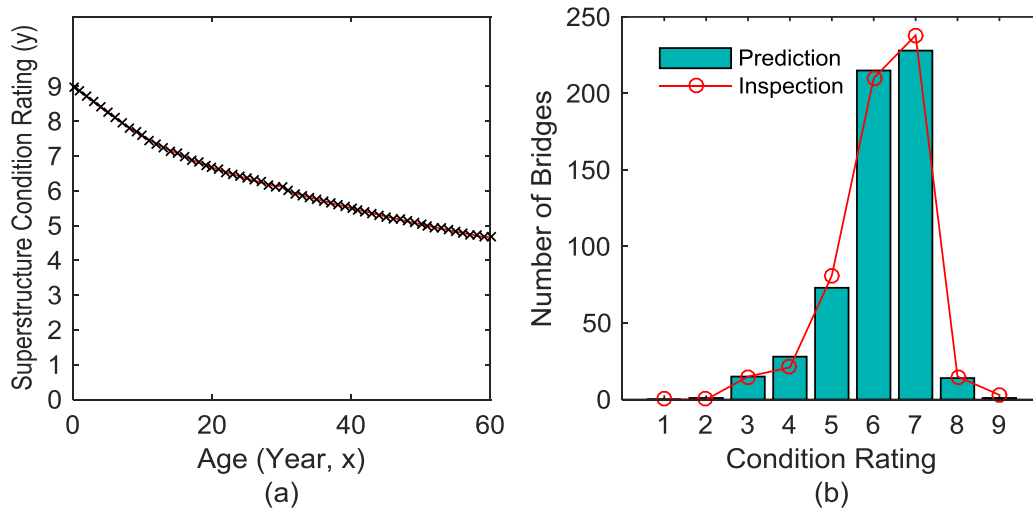 Superstructure Condition Rating (y)
9
8
7
6
5
4
3
2
1
0
0 20 40 60
Age (Year, x)
(a)
Number of Bridges
250
200
150
100
50
0
Prediction
Inspection
1 2 3 4 5 6 7 8 9
Condition Rating
(b)